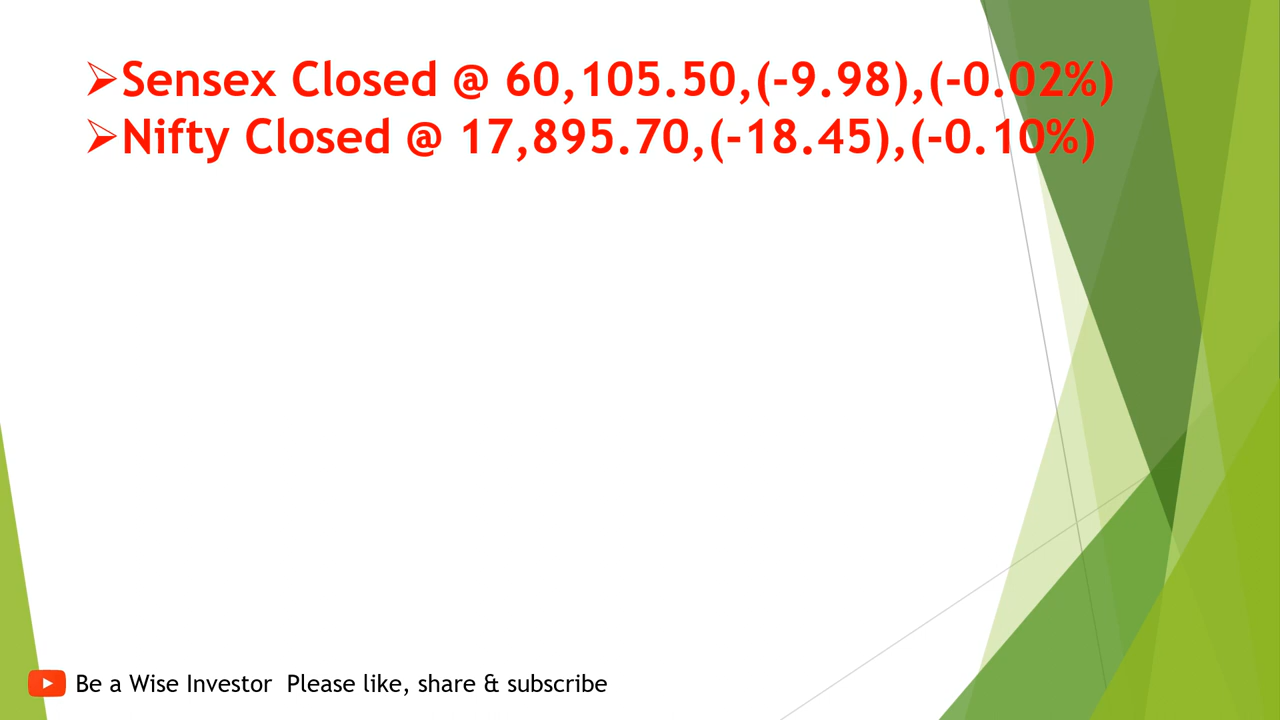 ➢Sensex Closed @ 60,105.50,(-9.98),(-0.02%)
➢Nifty Closed @ 17,895.70,(-18.45),(-0.10%)
Be a Wise Investor  Please like, share & subscribe